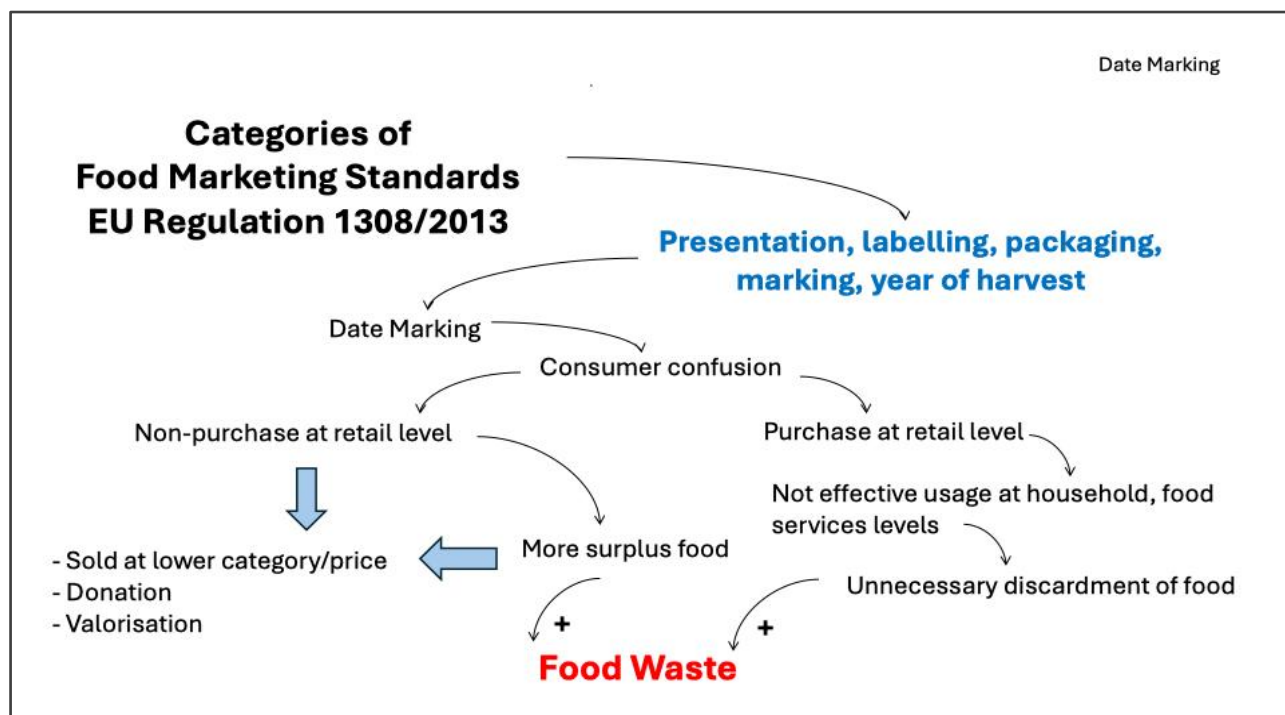 Date Marking
Categories of
Food Marketing Standards
EU Regulation 1308/2013
Presentation, labelling, packaging,
marking, year of harvest
Date Marking
Consumer confusion
Non-purchase at retail level
Purchase at retail level
Not effective usage at household, food
services levels
More surplus food
- Sold at lower category/price
- Donation
- Valorisation
Unnecessary discardment of food
+
+
Food Waste